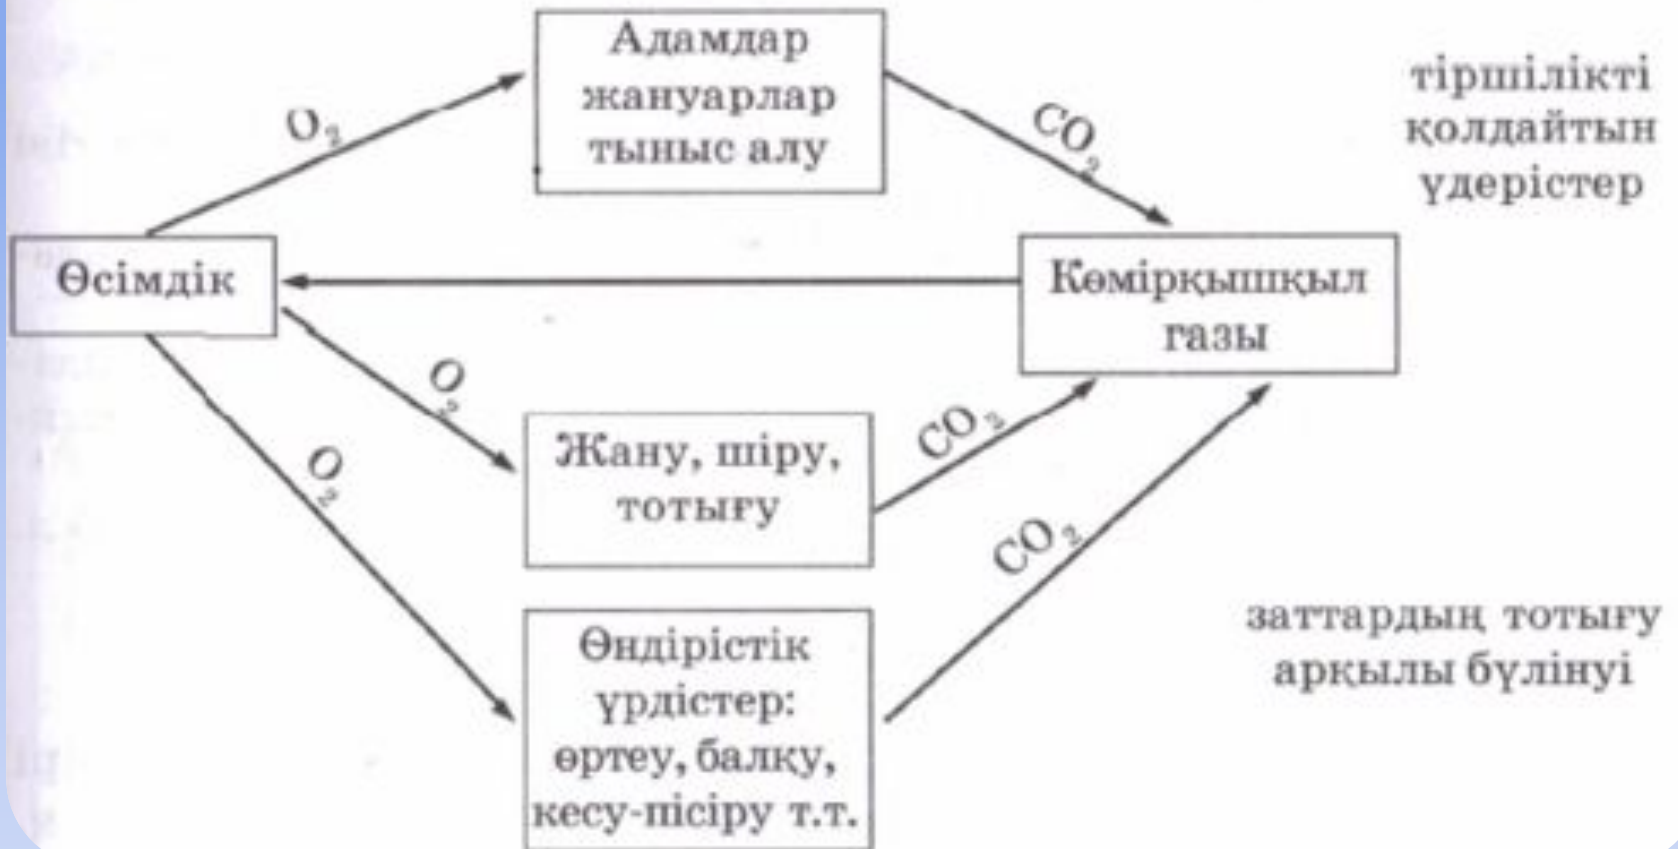 Адамдар
жануарлар
тыныс алу
O₂
CO₂
тіршілікті
қолдайтын
үдерістер
Өсімдік
Көмірқышқыл
газы
O₂
Жану, шіру,
тотығу
CO₂
O₂
Өндірістік
үрдістер:
өртеу, балқу,
кесу-пісіру т.т.
CO₂
заттардың тотығу
арқылы бүлінуі